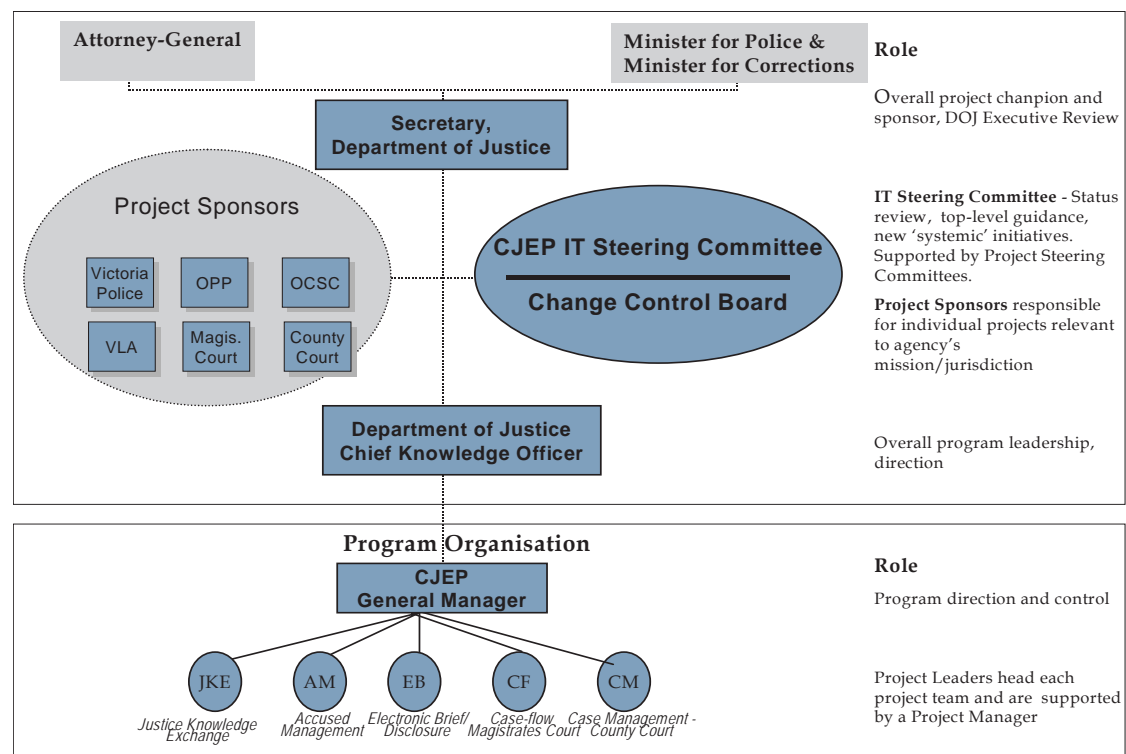 Attorney-General
Minister for Police &
Minister for Corrections
Role
Overall project chanpion and
sponsor, DOJ Executive Review
Secretary,
Department of Justice
Project Sponsors
Victoria
Police
OPP
OCSC
VLA
Magis.
Court
County
Court
CJEP IT Steering Committee
Change Control Board
IT Steering Committee - Status
review, top-level guidance,
new ‘systemic’ initiatives.
Supported by Project Steering
Committees.
Project Sponsors responsible
for individual projects relevant
to agency’s
mission/jurisdiction
Department of Justice
Chief Knowledge Officer
Overall program leadership,
direction
Program Organisation
CJEP
General Manager
Role
Program direction and control
JKE
AM
EB
CF
CM
Justice Knowledge
Exchange
Accused
Management
Electronic Brief/
Disclosure
Case-flow
Magistrates Court
Case Management -
County Court
Project Leaders head each
project team and are supported
by a Project Manager